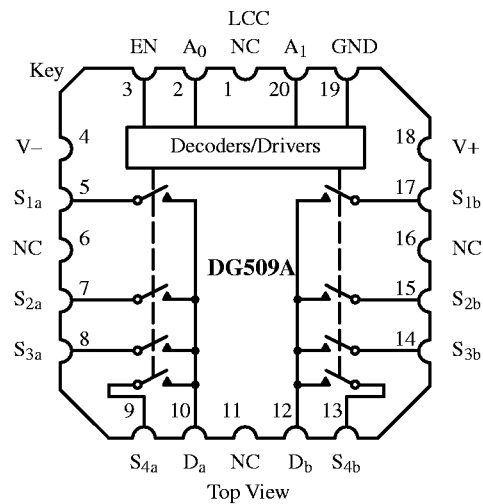 LCC
EN A0 NC A1 GND
Key
3 2 1 20 19
V– 4 Decoders/Drivers 18 V+
S1a 5 17 S1b
NC 6 16 NC
DG509A
S2a 7 15 S2b
S3a 8 14 S3b
9 10 11 12 13
S4a Da NC Db S4b
Top View